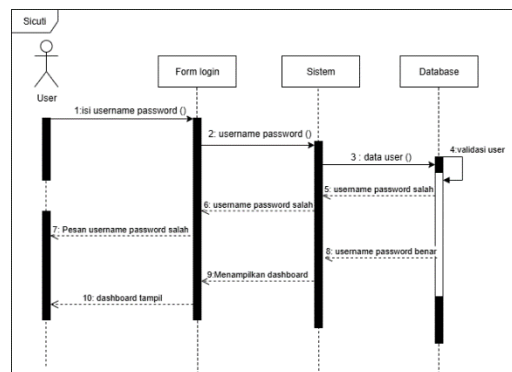 Sicuti
User
Form login
Sistem
Database
1:isi username password ()
2: username password ()
3 : data user ()
4:validasi user
5: username password salah
6: username password salah
7: Pesan username password salah
8: username password benar
9:Menampilkan dashboard
10: dashboard tampil